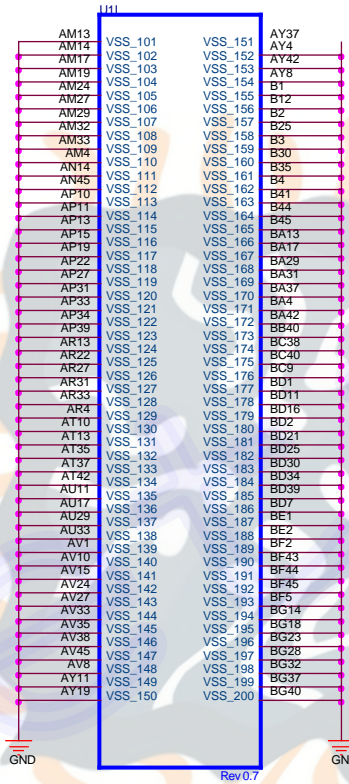 U1I
AM13 VSS_101 VSS_151 AY37
AM14 VSS_102 VSS_152 AY4
AM17 VSS_103 VSS_153 AY42
AM19 VSS_104 VSS_154 AY8
AM24 VSS_105 VSS_155 B1
AM27 VSS_106 VSS_156 B12
AM29 VSS_107 VSS_157 B2
AM32 VSS_108 VSS_158 B25
AM33 VSS_109 VSS_159 B3
AM4 VSS_110 VSS_160 B30
AN14 VSS_111 VSS_161 B35
AN45 VSS_112 VSS_162 B4
AP10 VSS_113 VSS_163 B41
AP11 VSS_114 VSS_164 B44
AP13 VSS_115 VSS_165 B45
AP15 VSS_116 VSS_166 BA13
AP19 VSS_117 VSS_167 BA17
AP22 VSS_118 VSS_168 BA29
AP27 VSS_119 VSS_169 BA31
AP31 VSS_120 VSS_170 BA37
AP33 VSS_121 VSS_171 BA4
AP34 VSS_122 VSS_172 BA42
AP39 VSS_123 VSS_173 BB40
AR13 VSS_124 VSS_174 BC38
AR22 VSS_125 VSS_175 BC40
AR27 VSS_126 VSS_176 BC9
AR31 VSS_127 VSS_177 BD1
AR33 VSS_128 VSS_178 BD11
AR4 VSS_129 VSS_179 BD16
AT10 VSS_130 VSS_180 BD2
AT13 VSS_131 VSS_181 BD21
AT35 VSS_132 VSS_182 BD25
AT37 VSS_133 VSS_183 BD30
AT42 VSS_134 VSS_184 BD34
AU11 VSS_135 VSS_185 BD39
AU17 VSS_136 VSS_186 BD7
AU29 VSS_137 VSS_187 BE1
AU33 VSS_138 VSS_188 BE2
AV1 VSS_139 VSS_189 BF2
AV10 VSS_140 VSS_190 BF43
AV15 VSS_141 VSS_191 BF44
AV24 VSS_142 VSS_192 BF45
AV27 VSS_143 VSS_193 BF5
AV33 VSS_144 VSS_194 BG14
AV35 VSS_145 VSS_195 BG18
AV38 VSS_146 VSS_196 BG23
AV45 VSS_147 VSS_197 BG28
AV8 VSS_148 VSS_198 BG32
AY11 VSS_149 VSS_199 BG37
AY19 VSS_150 VSS_200 BG40
GND GN
Rev 0.7